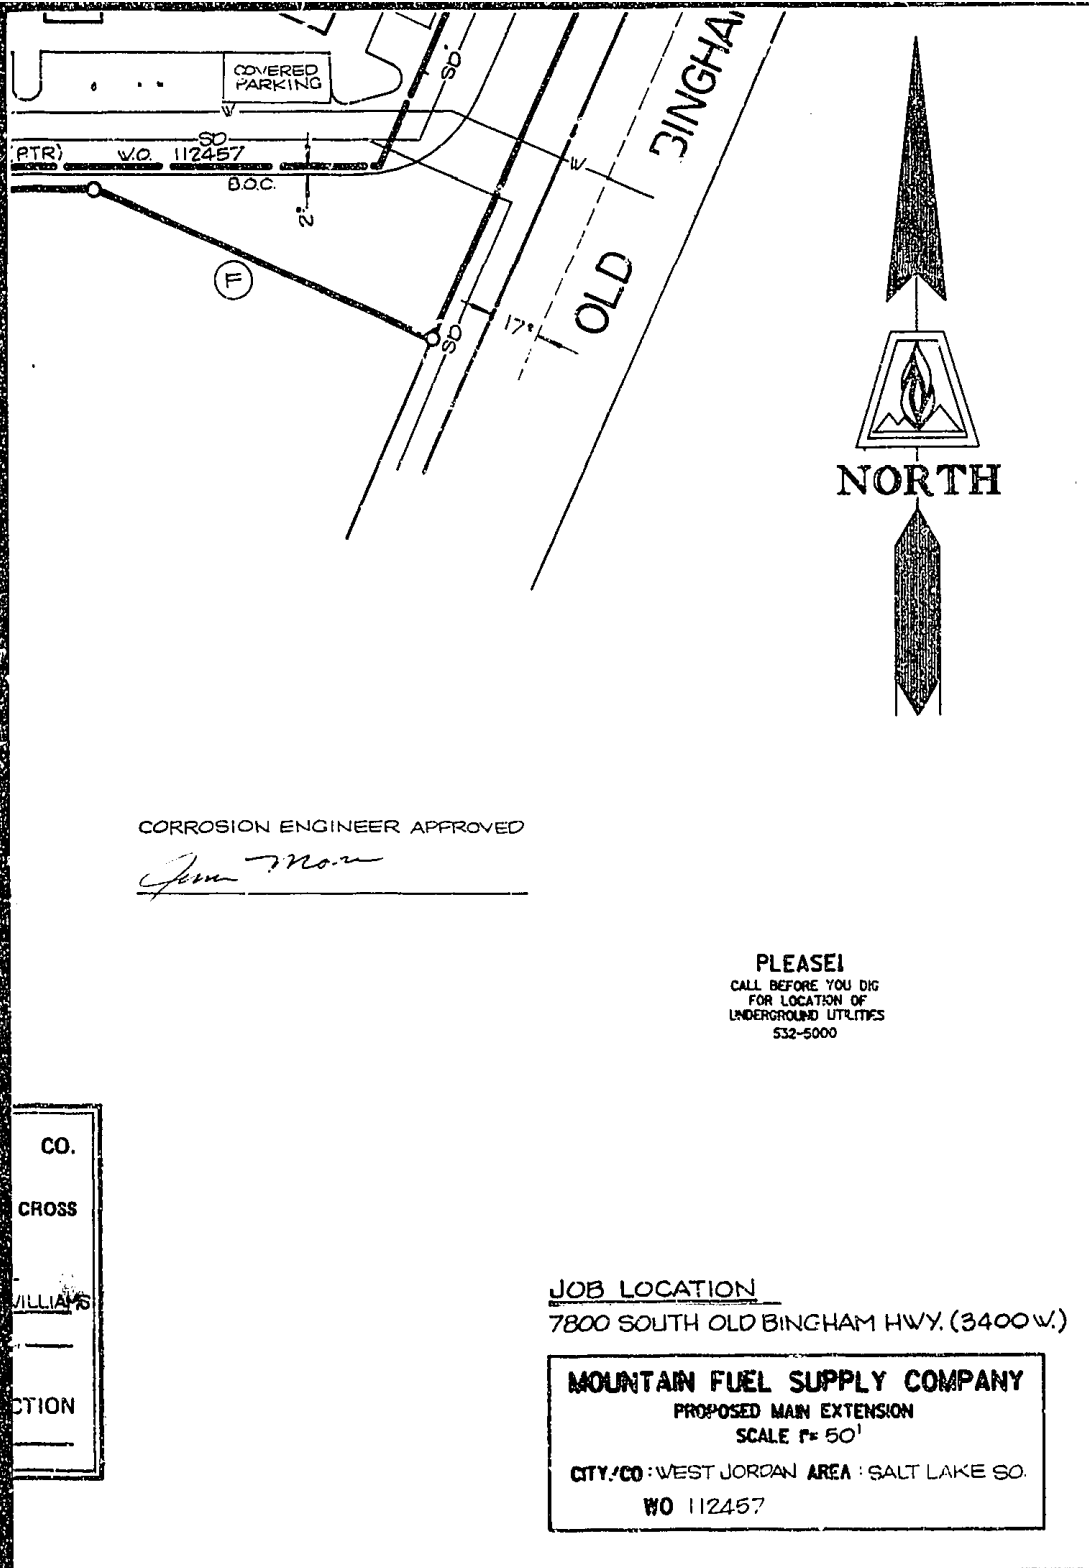 COVERED
PARKING
SD'
BINGHA
W
SD
PTR) W.O. 112457
B.O.C.
2'
W
F
OLD
SD
17'
NORTH
CORROSION ENGINEER APPROVED
PLEASE!
CALL BEFORE YOU DIG
FOR LOCATION OF
UNDERGROUND UTILITIES
532-5000
CO.
CROSS
WILLIAMS
CTION
JOB LOCATION
7800 SOUTH OLD BINGHAM HWY. (3400 W.)
MOUNTAIN FUEL SUPPLY COMPANY
PROPOSED MAIN EXTENSION
SCALE 1"= 50'
CITY/CO : WEST JORDAN AREA : SALT LAKE SO.
WO 112457